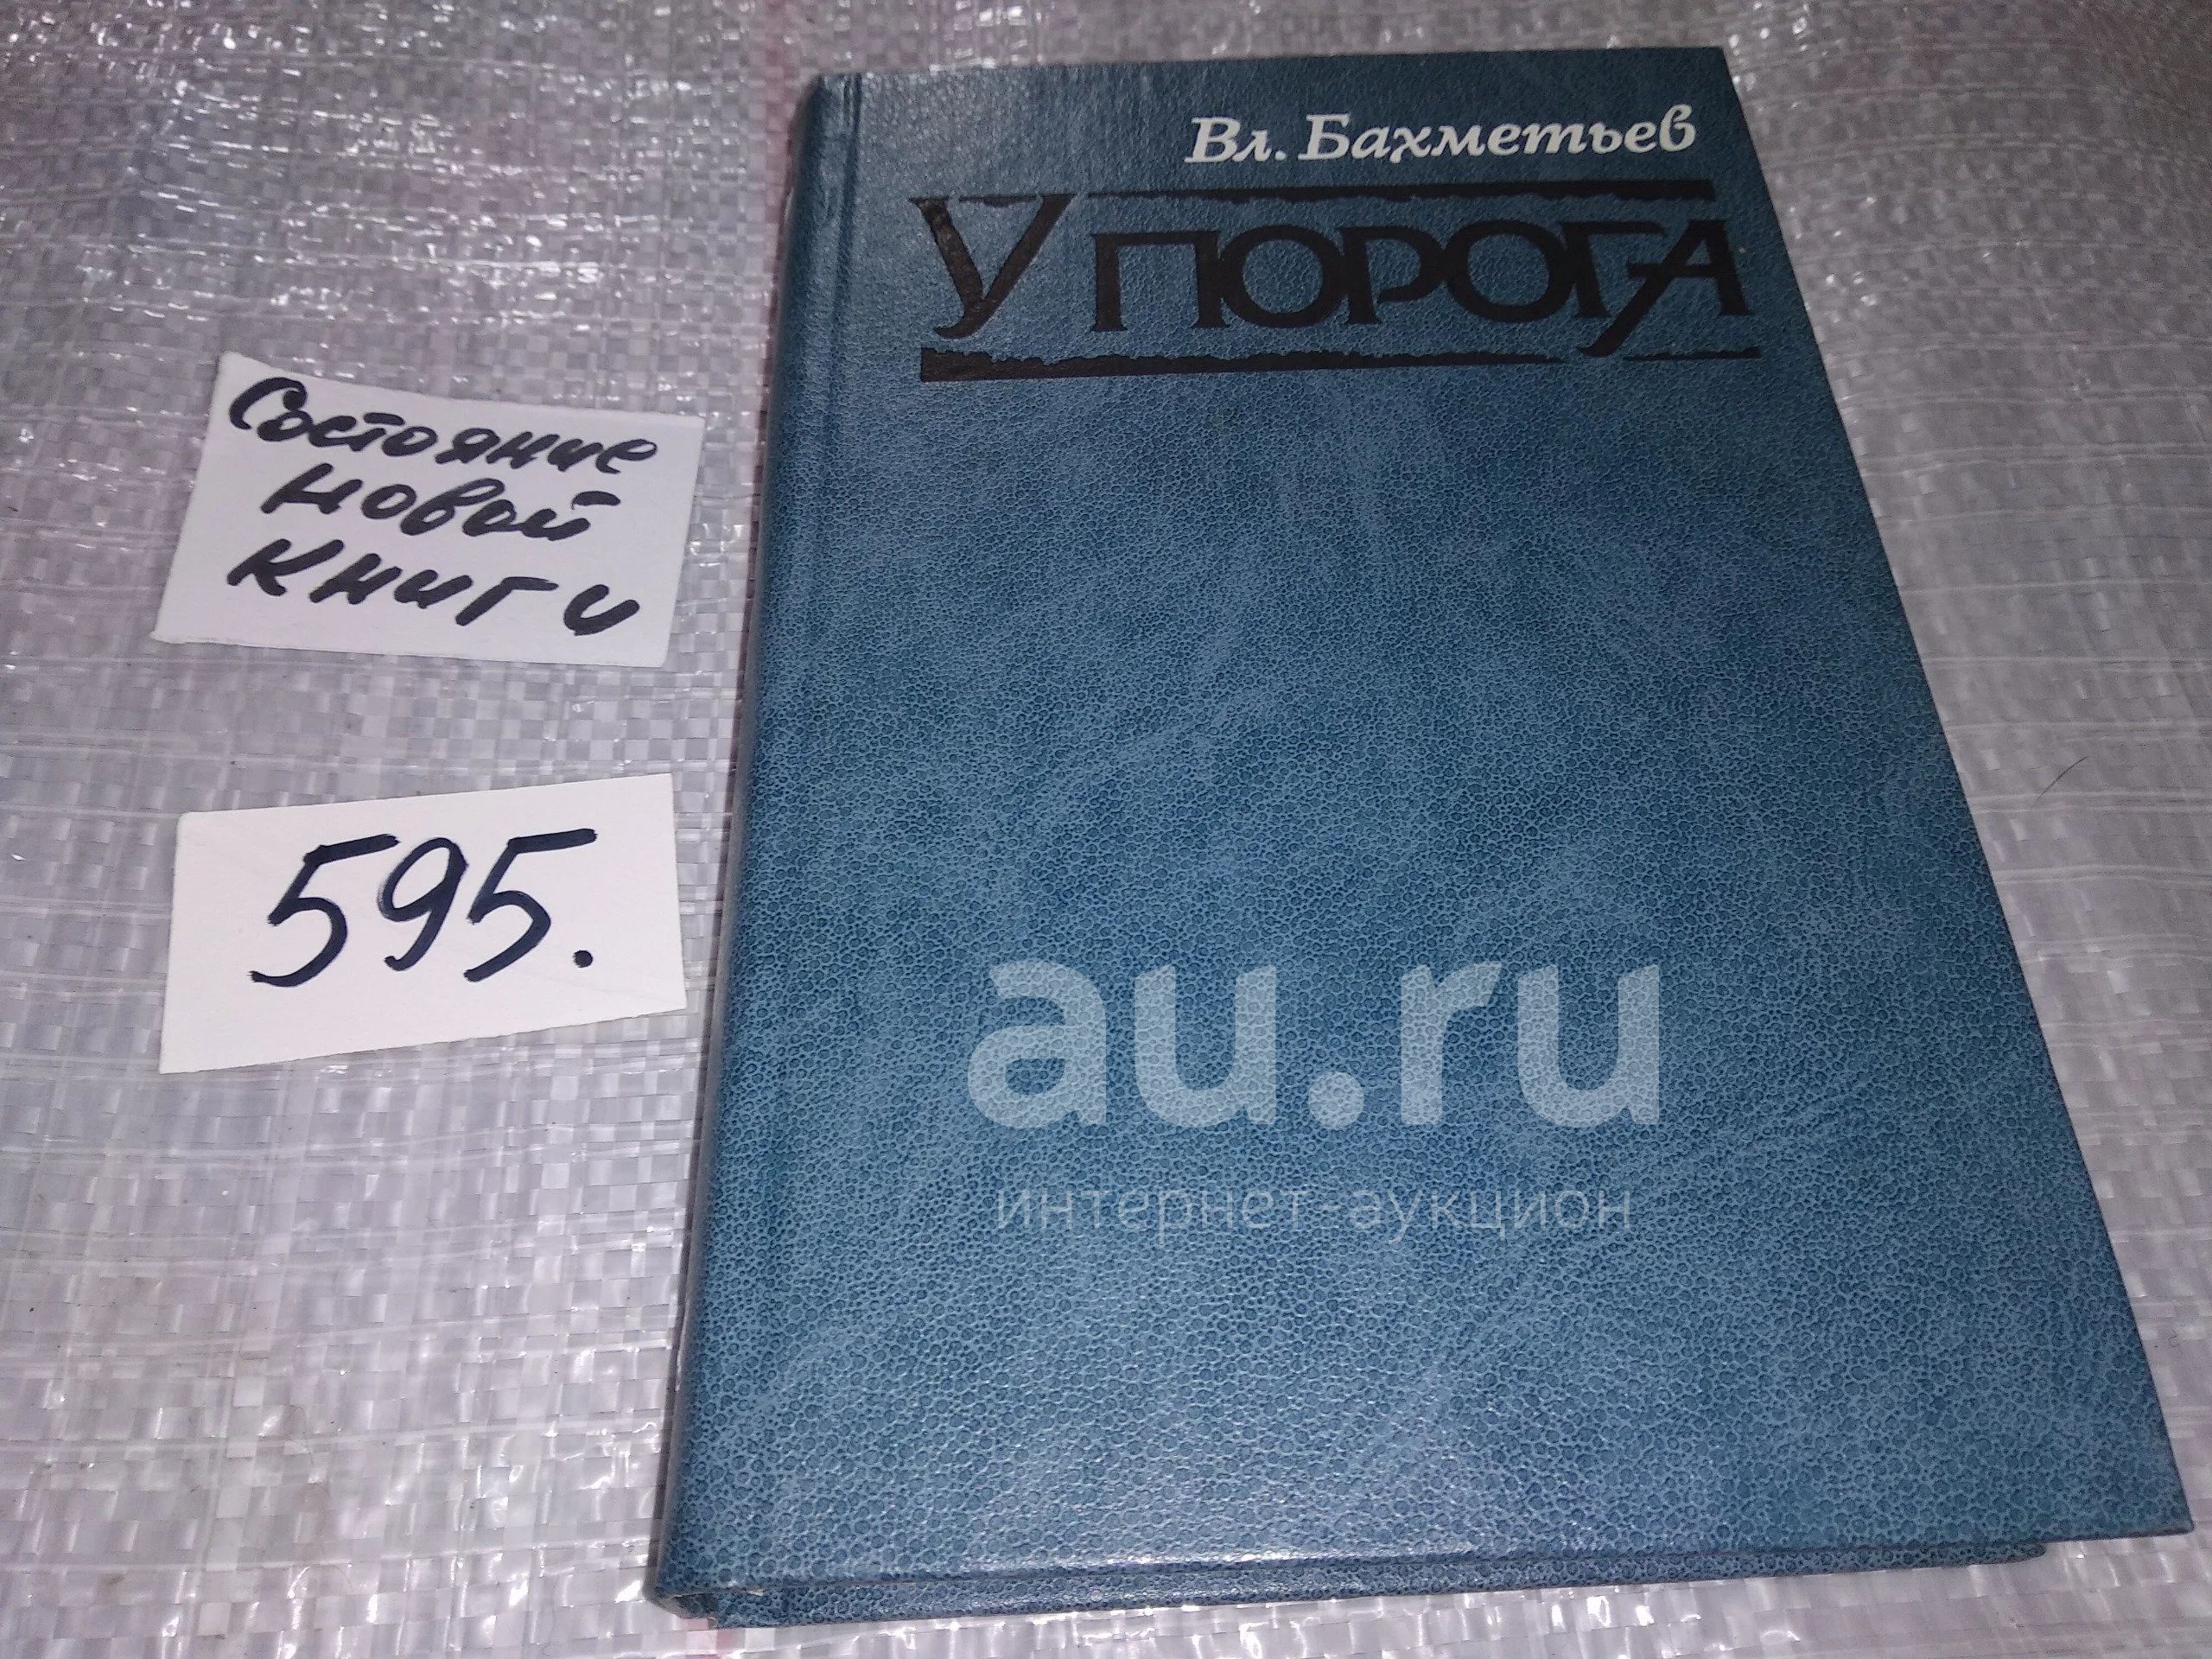 Вл. Бахметьев
У ПОРОГА
Состояние
новой
книги
595.
au.ru
интернет-аукцион